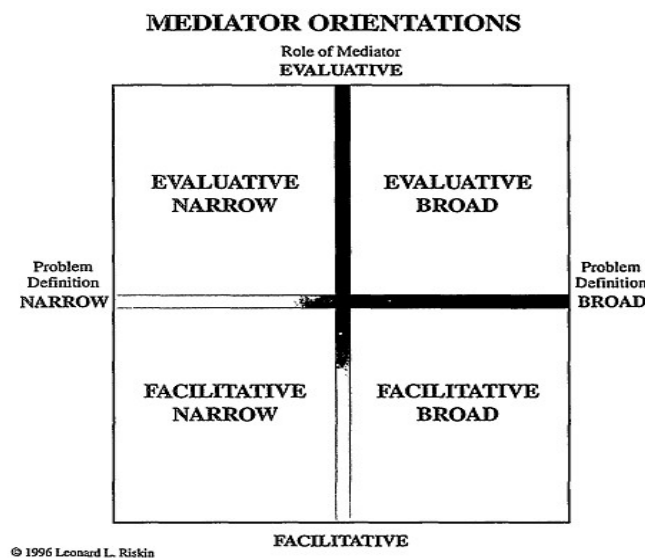 MEDIATOR ORIENTATIONS
Role of Mediator
EVALUATIVE
EVALUATIVE
NARROW
EVALUATIVE
BROAD
Problem
Definition
NARROW
Problem
Definition
BROAD
FACILITATIVE
NARROW
FACILITATIVE
BROAD
FACILITATIVE
© 1996 Leonard L. Riskin